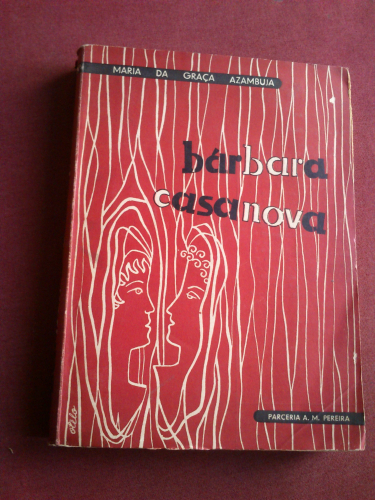 MARIA DA GRAÇA AZAMBUJA
bárbara
casanova
PARCERIA A. M. PEREIRA